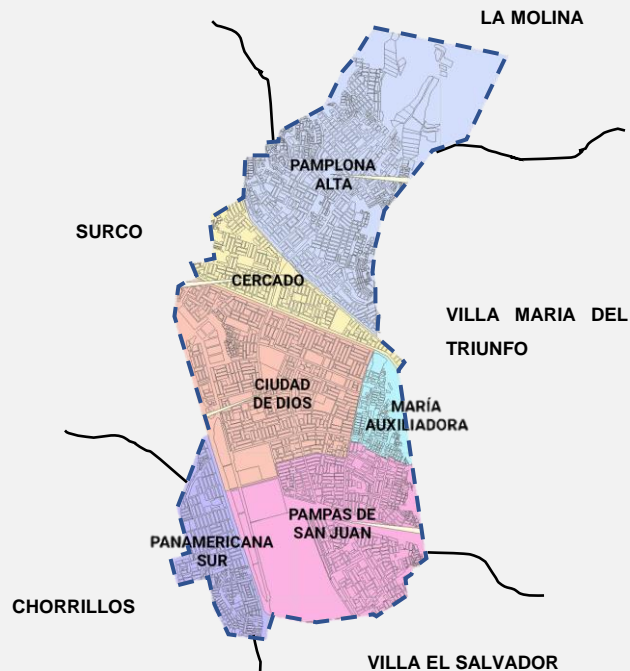 LA MOLINA
PAMPLONA
ALTA
SURCO
CERCADO
VILLA MARIA DEL
TRIUNFO
CIUDAD
DE DIOS
MARÍA
AUXILIADORA
PAMPAS DE
SAN JUAN
PANAMERICANA
SUR
CHORRILLOS
VILLA EL SALVADOR